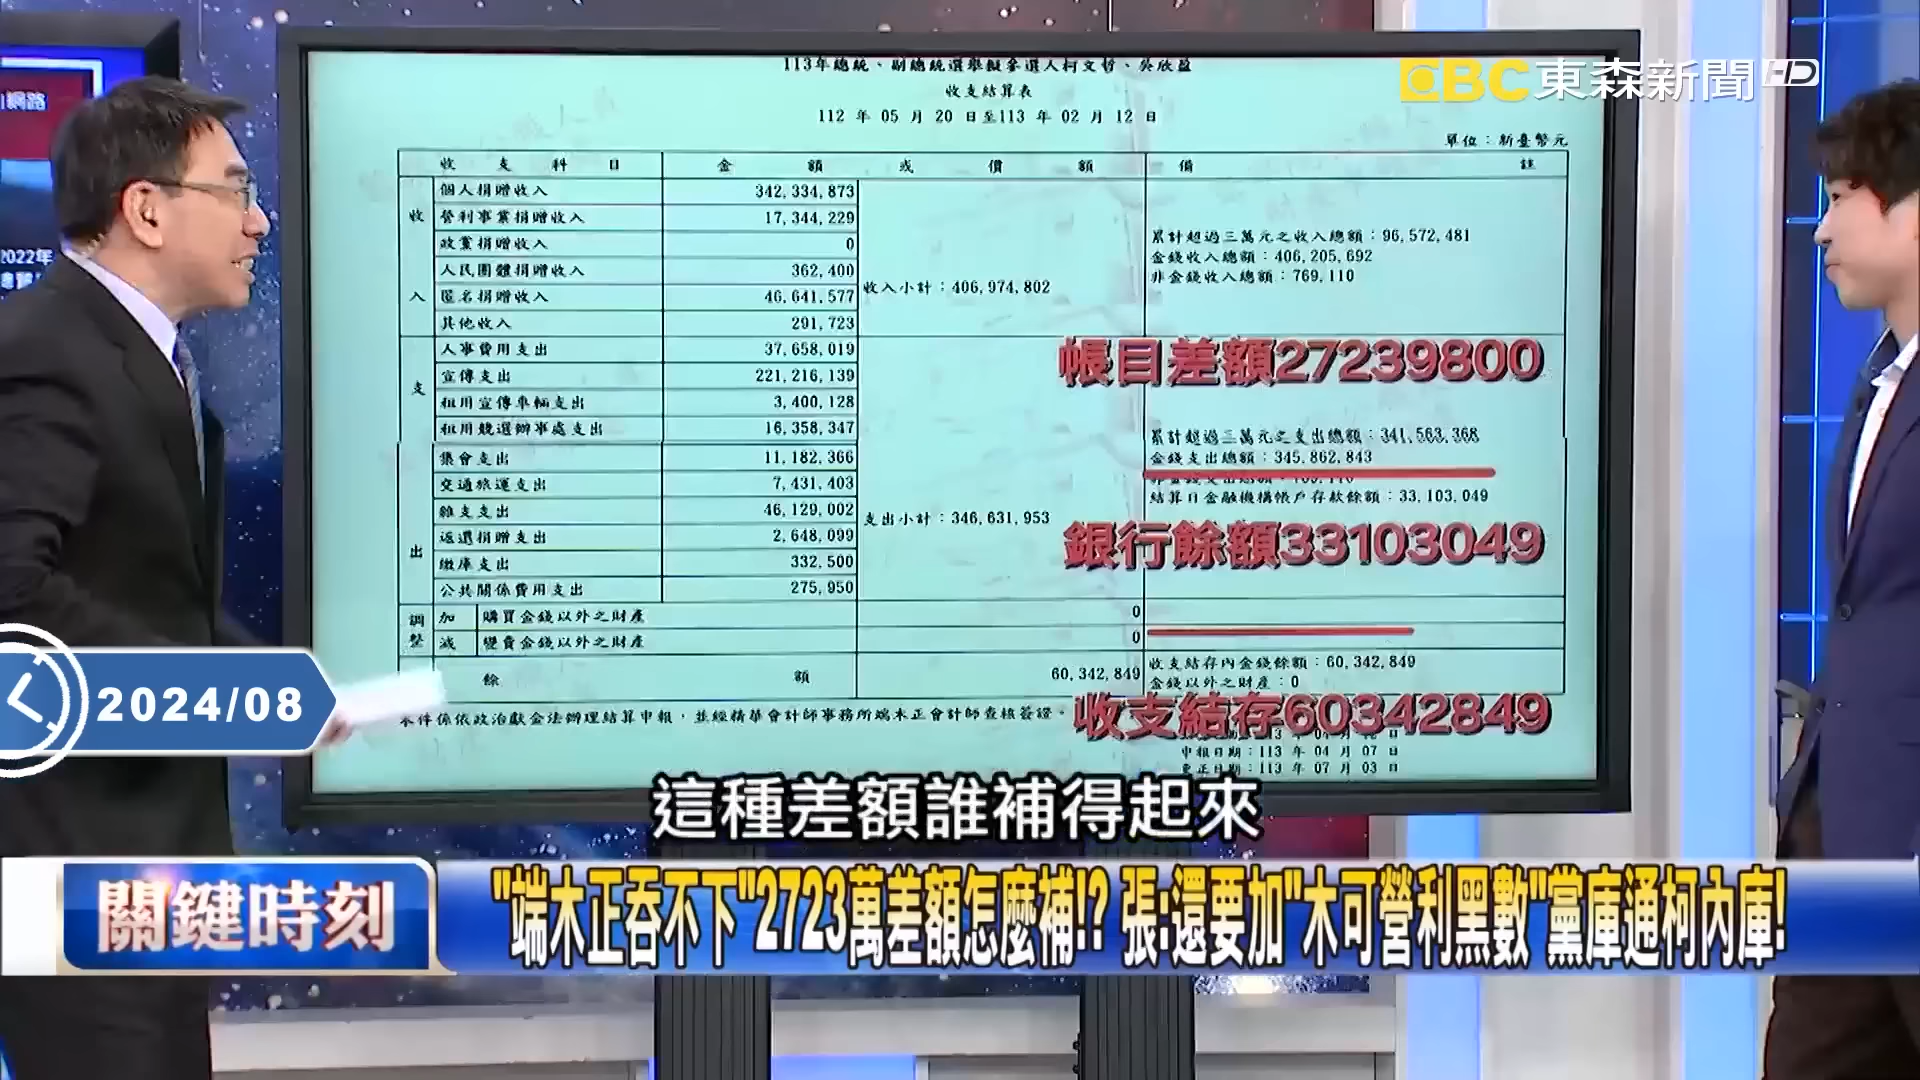 113年總統、副總統選舉擬參選人柯文哲、吳欣盈
收支結算表
112 年 05 月 20 日至113 年 02 月 12 日
EBC東森新聞HD
單位：新臺幣元
收支科目 金額或價額 備註
收入
個人捐贈收入 342,334,873
營利事業捐贈收入 17,344,229
政黨捐贈收入 0
人民團體捐贈收入 362,400
匿名捐贈收入 46,641,577
其他收入 291,723
收入小計：406,974,802
累計超過三萬元之收入總額：96,572,481
金錢收入總額：406,205,692
非金錢收入總額：769,110
支出
人事費用支出 37,658,019
宣傳支出 221,216,139
租用宣傳車輛支出 3,400,128
租用競選辦事處支出 16,358,347
集會支出 11,182,366
交通旅運支出 7,431,403
雜支支出 46,129,002
返還捐贈支出 2,648,099
繳庫支出 332,500
公共關係費用支出 275,950
支出小計：346,631,953
帳目差額27239800
累計超過三萬元之支出總額：341,563,368
金錢支出總額：345,862,843
結算日金融機構帳戶存款餘額：33,103,049
銀行餘額33103049
調整
加 購買金錢以外之財產 0
減 變賣金錢以外之財產 0
餘額 60,342,849
收支結存內金錢餘額：60,342,849
金錢以外之財產：0
收支結存60342849
本件係依政治獻金法辦理結算申報，並經精華會計師事務所端木正會計師查核簽證。
申報日期：113 年 04 月 07 日
更正日期：113 年 07 月 03 日
網路
2022年
2024/08
這種差額誰補得起來
關鍵時刻
"端木正吞不下"2723萬差額怎麼補!? 張:還要加"木可營利黑數"黨庫通柯內庫!